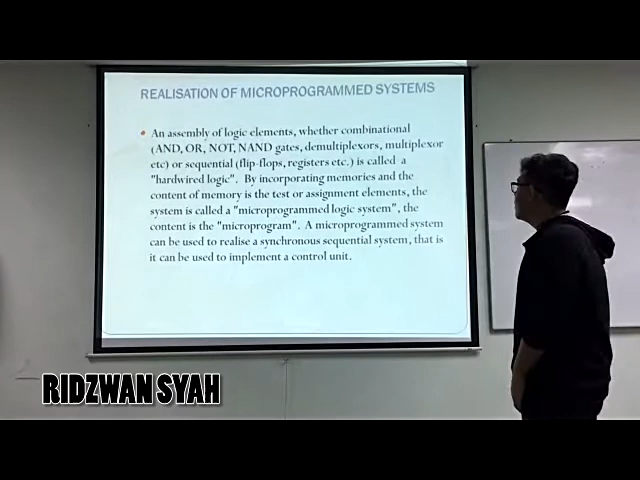 REALISATION OF MICROPROGRAMMED SYSTEMS
• An assembly of logic elements, whether combinational
(AND, OR, NOT, NAND gates, demultiplexors, multiplexor
etc) or sequential (flip-flops, registers etc.) is called a
"hardwired logic". By incorporating memories and the
content of memory is the test or assignment elements, the
system is called a "microprogrammed logic system", the
content is the "microprogram". A microprogrammed system
can be used to realise a synchronous sequential system, that is
it can be used to implement a control unit.
RIDZWAN SYAH